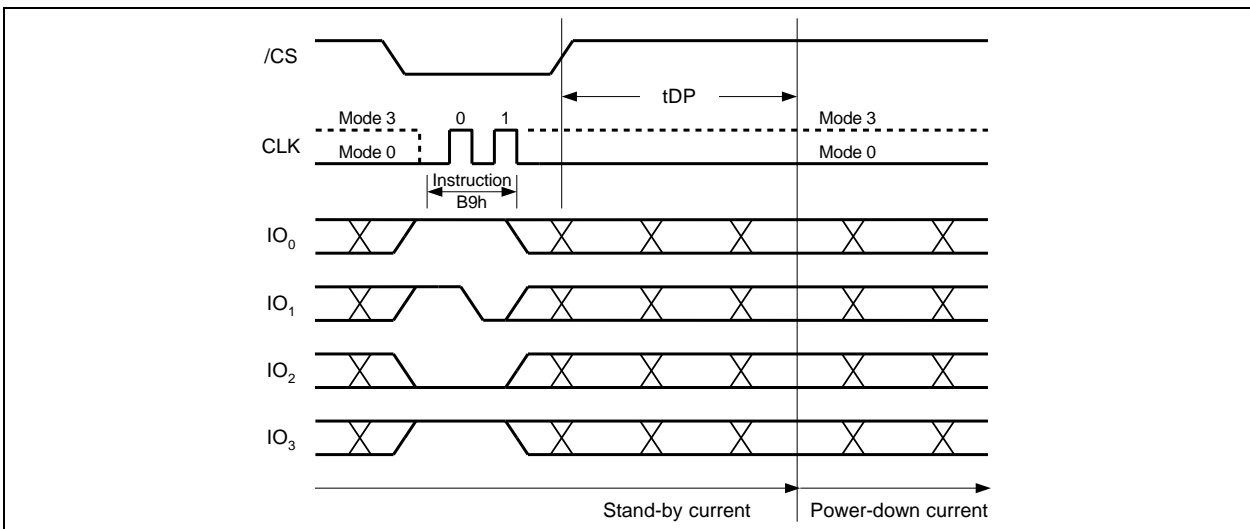 /CS
tDP
Mode 3 0 1 Mode 3
CLK
Mode 0 Mode 0
Instruction
B9h
IO0
IO1
IO2
IO3
Stand-by current Power-down current